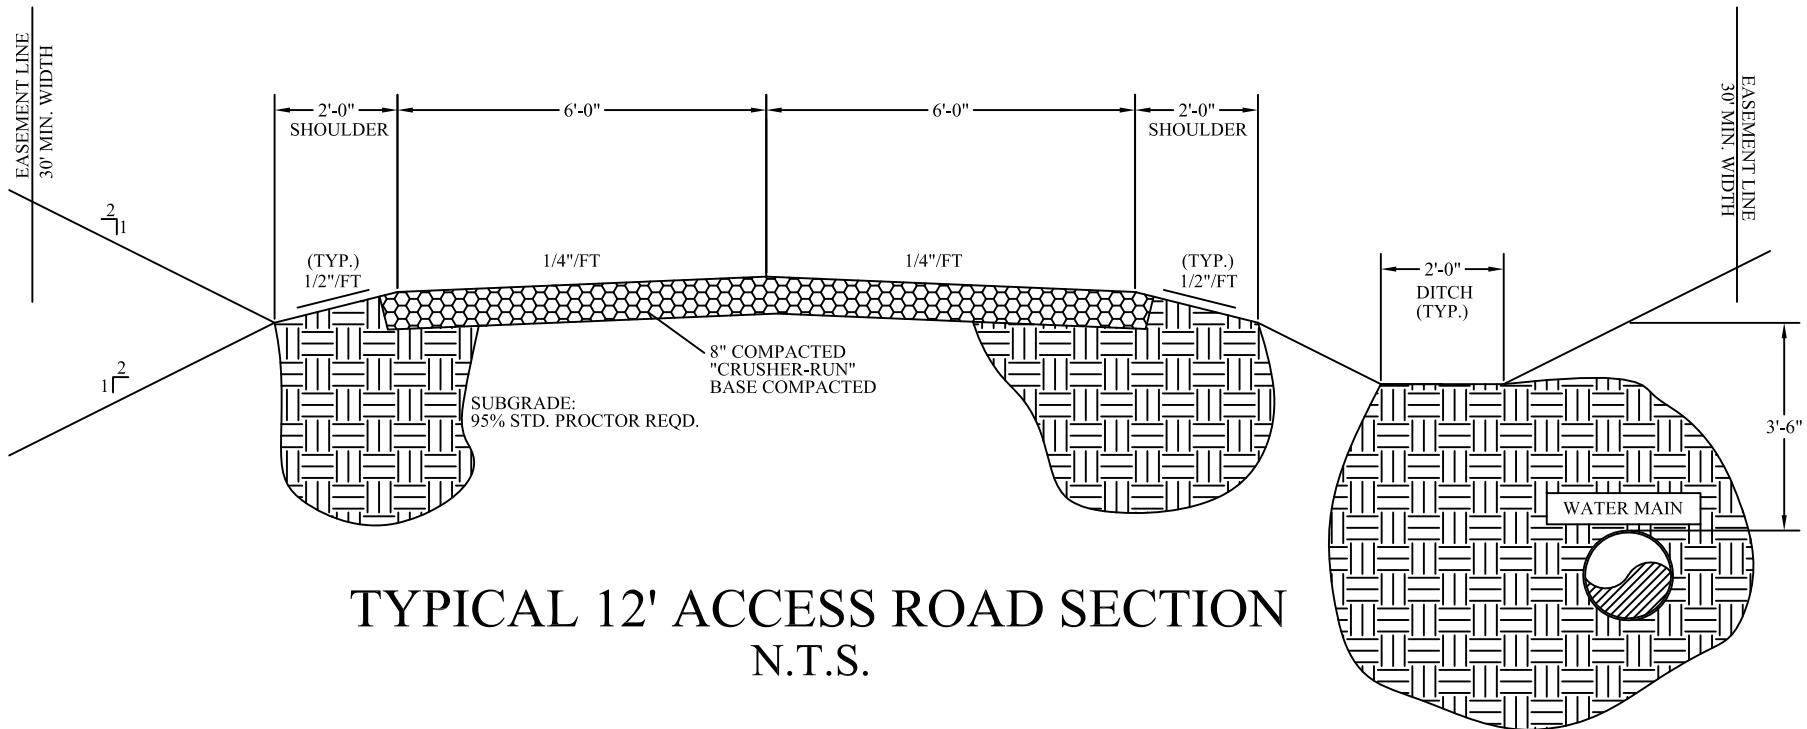 EASEMENT LINE
30' MIN. WIDTH
2'-0"
SHOULDER
6'-0"
6'-0"
2'-0"
SHOULDER
EASEMENT LINE
30' MIN. WIDTH
2
1
(TYP.)
1/2"/FT
1/4"/FT
1/4"/FT
(TYP.)
1/2"/FT
2'-0"
DITCH
(TYP.)
2
1
8" COMPACTED
"CRUSHER-RUN"
BASE COMPACTED
SUBGRADE:
95% STD. PROCTOR REQD.
3'-6"
WATER MAIN
TYPICAL 12' ACCESS ROAD SECTION
N.T.S.